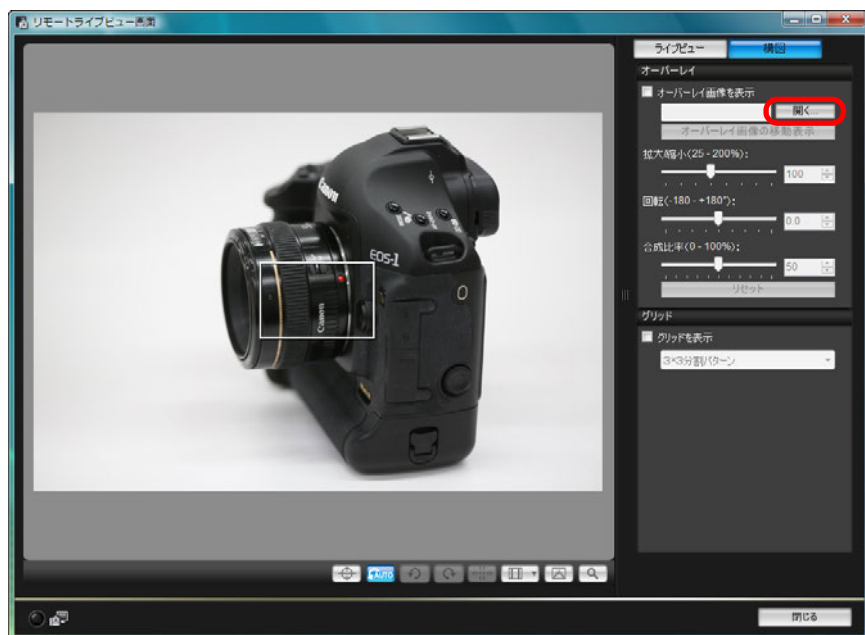 リモートライブビュー画面
ライブビュー
構図
オーバーレイ
オーバーレイ画像を表示
開く...
オーバーレイ画像の移動表示
拡大/縮小(25-200%):
100
回転(-180 - +180°):
0.0
合成比率(0-100%):
50
リセット
グリッド
グリッドを表示
3×3分割パターン
Canon
EOS-1
Canon
AUTO
閉じる